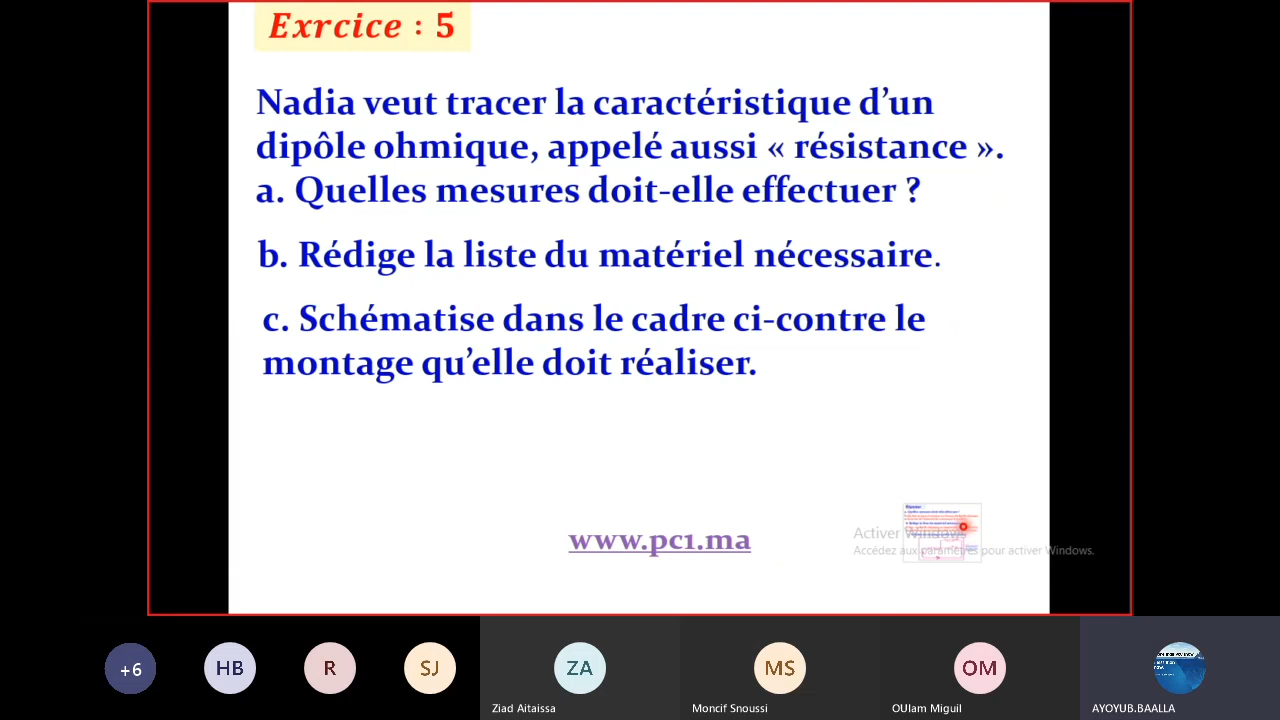 Exrcice : 5
Nadia veut tracer la caractéristique d'un
dipôle ohmique, appelé aussi « résistance ».
a. Quelles mesures doit-elle effectuer ?
b. Rédige la liste du matériel nécessaire.
c. Schématise dans le cadre ci-contre le
montage qu'elle doit réaliser.
www.pc1.ma
Activer Windows
Accédez aux paramètres pour activer Windows.
+6
HB
R
SJ
ZA
MS
OM
Ziad Aitaissa
Moncif Snoussi
OUlam Miguil
AYOYUB.BAALLA